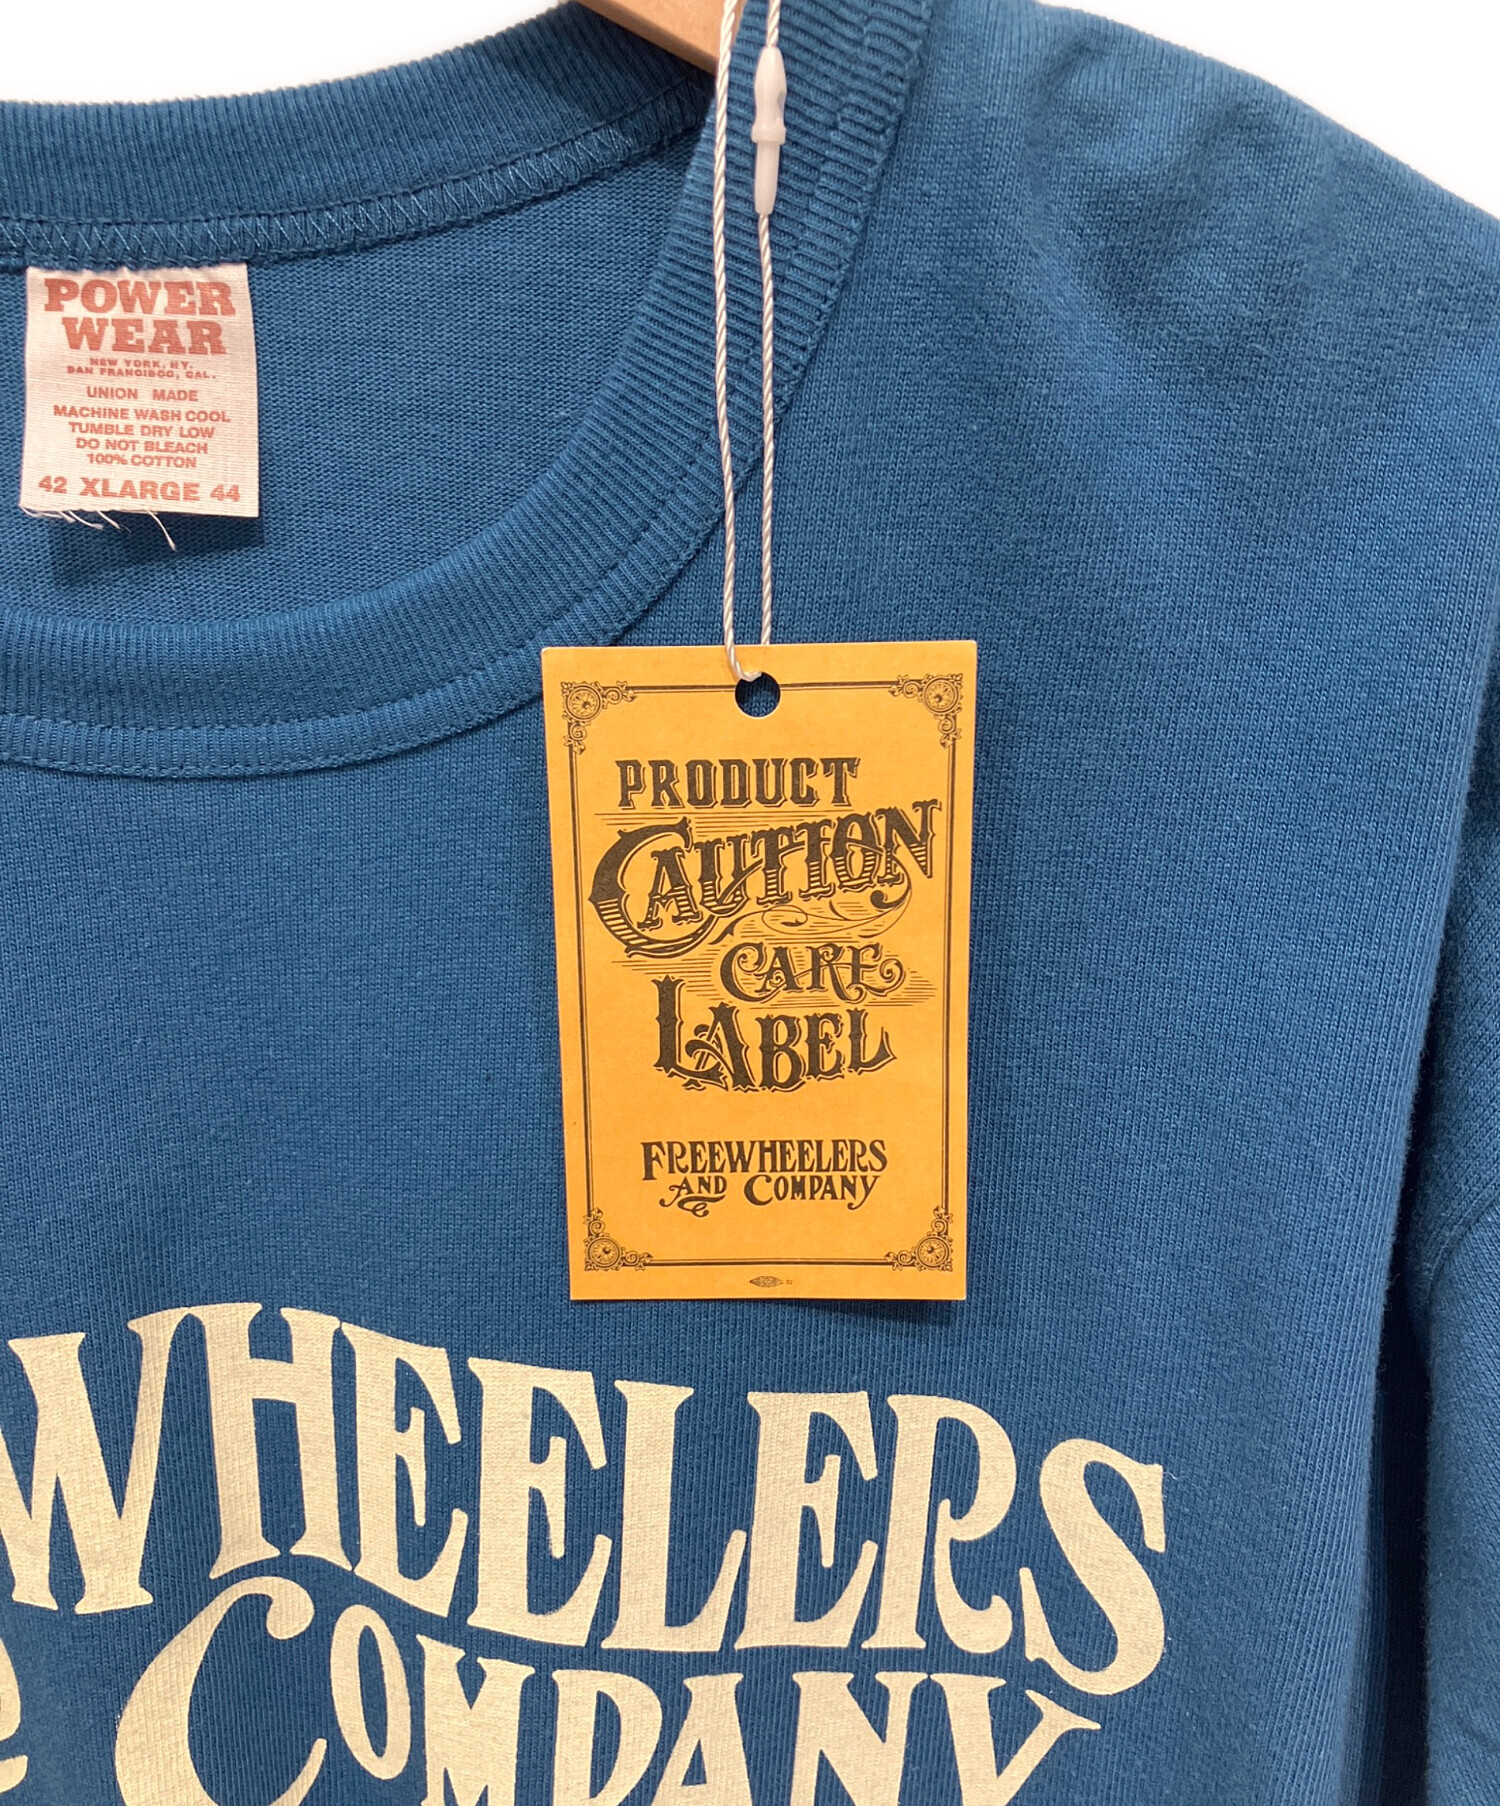 POWER
WEAR
NEW YORK, NY.
SAN FRANCISCO, CAL.
UNION MADE
MACHINE WASH COOL
TUMBLE DRY LOW
DO NOT BLEACH
100% COTTON
42 XLARGE 44
PRODUCT
CAUTION
CARE
LABEL
FREEWHEELERS
AND COMPANY
WHEELERS
COMPANY